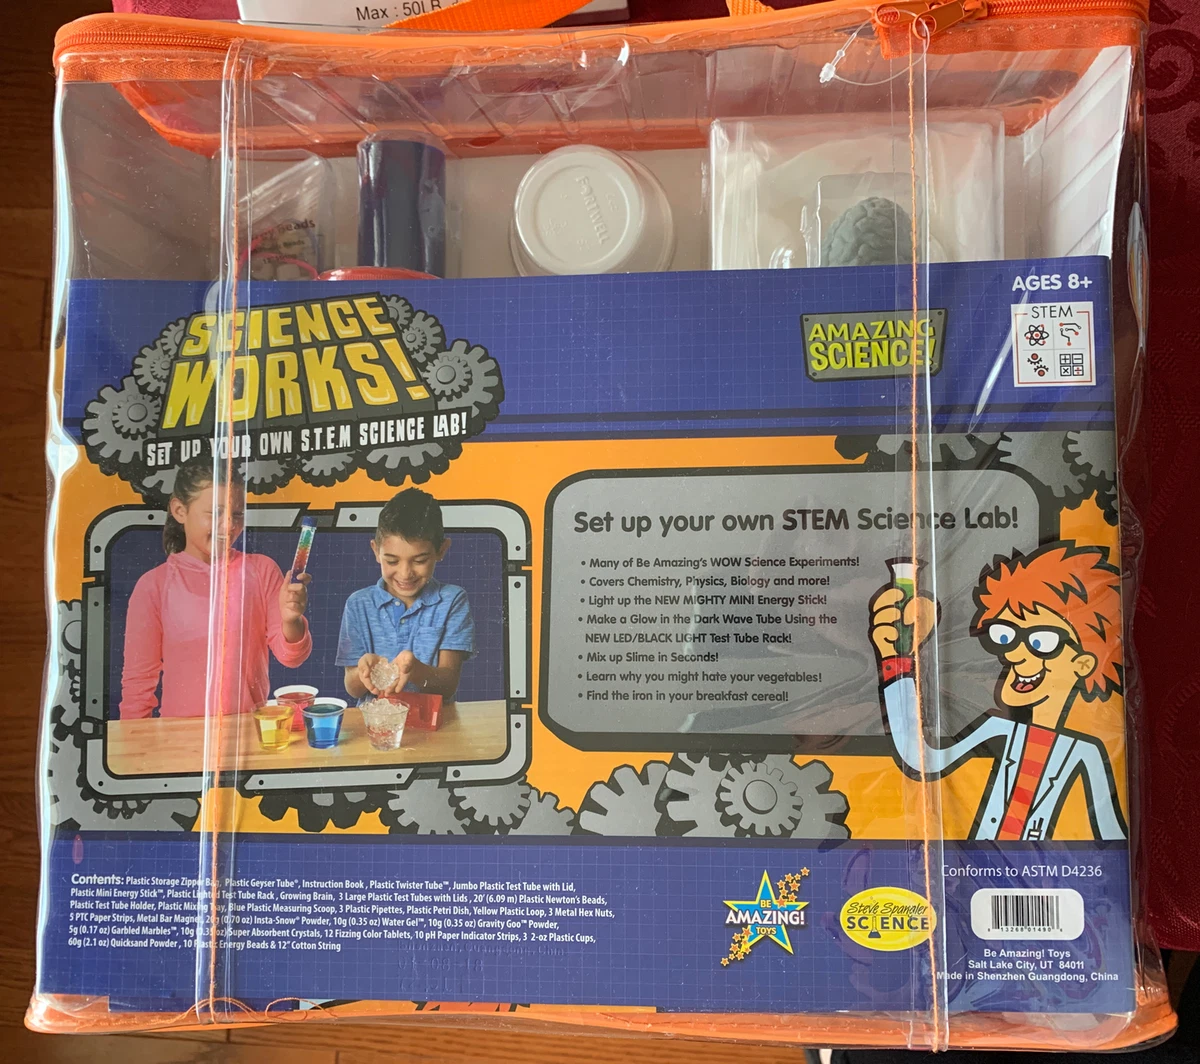 Max : 50LB
FORTWELL
SCIENCE
WORKS!
SET UP YOUR OWN S.T.E.M SCIENCE LAB!
AMAZING
SCIENCE!
AGES 8+
STEM
Set up your own STEM Science Lab!
• Many of Be Amazing's WOW Science Experiments!
• Covers Chemistry, Physics, Biology and more!
• Light up the NEW MIGHTY MINI Energy Stick!
• Make a Glow in the Dark Wave Tube Using the
NEW LED/BLACK LIGHT Test Tube Rack!
• Mix up Slime in Seconds!
• Learn why you might hate your vegetables!
• Find the iron in your breakfast cereal!
Contents: Plastic Storage Zipper Bag, Plastic Geyser Tube®, Instruction Book , Plastic Twister Tube™, Jumbo Plastic Test Tube with Lid,
Plastic Mini Energy Stick™, Plastic Lighted Test Tube Rack , Growing Brain, 3 Large Plastic Test Tubes with Lids , 20' (6.09 m) Plastic Newton's Beads,
Plastic Test Tube Holder, Plastic Mixing Tray, Blue Plastic Measuring Scoop, 3 Plastic Pipettes, Plastic Petri Dish, Yellow Plastic Loop, 3 Metal Hex Nuts,
5 PTC Paper Strips, Metal Bar Magnet, 20g (0.70 oz) Insta-Snow® Powder, 10g (0.35 oz) Water Gel™, 10g (0.35 oz) Gravity Goo™ Powder,
5g (0.17 oz) Garbled Marbles™, 10g (0.35 oz) Super Absorbent Crystals, 12 Fizzing Color Tablets, 10 pH Paper Indicator Strips, 3 2-oz Plastic Cups,
60g (2.1 oz) Quicksand Powder , 10 Plastic Energy Beads & 12" Cotton String
BE
AMAZING!
TOYS
Steve Spangler
SCIENCE
Conforms to ASTM D4236
Be Amazing! Toys
Salt Lake City, UT 84011
Made in Shenzhen Guangdong, China